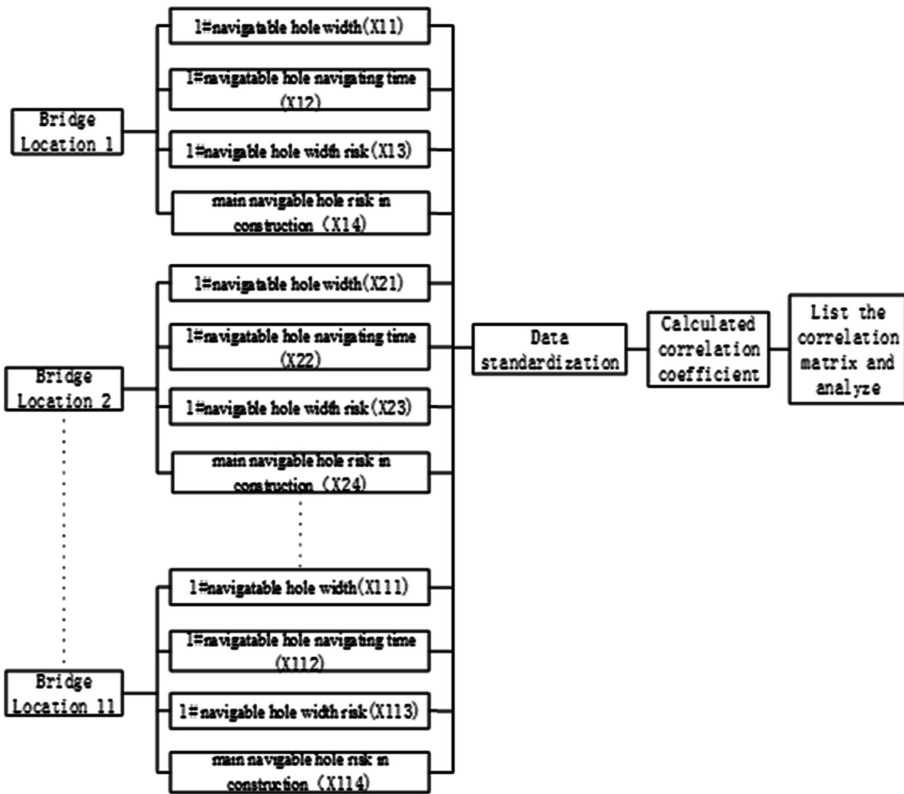 Bridge
Location 1
1#navigatable hole width(X11)
1#navigatable hole navigating time
(X12)
1#navigable hole width risk(X13)
main navigable hole risk in
construction (X14)
Bridge
Location 2
1#navigatable hole width(X21)
1#navigatable hole navigating time
(X22)
1#navigable hole width risk(X23)
main navigable hole risk in
construction (X24)
Bridge
Location 11
1#navigatable hole width(X111)
1#navigatable hole navigating time
(X112)
1#navigable hole width risk(X113)
main navigable hole risk in
construction (X114)
Data
standardization
Calculated
correlation
coefficient
List the
correlation
matrix and
analyze